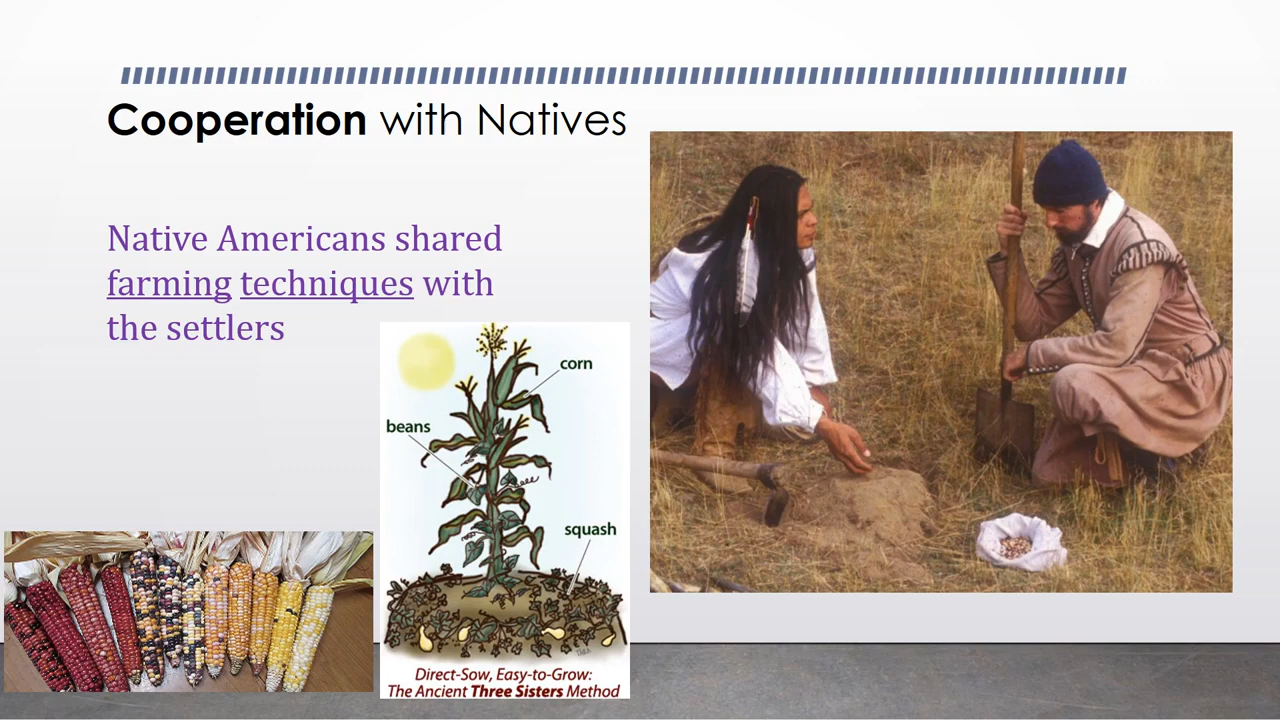 Cooperation with Natives
Native Americans shared
farming techniques with
the settlers
corn
beans
squash
Direct-Sow, Easy-to-Grow:
The Ancient Three Sisters Method